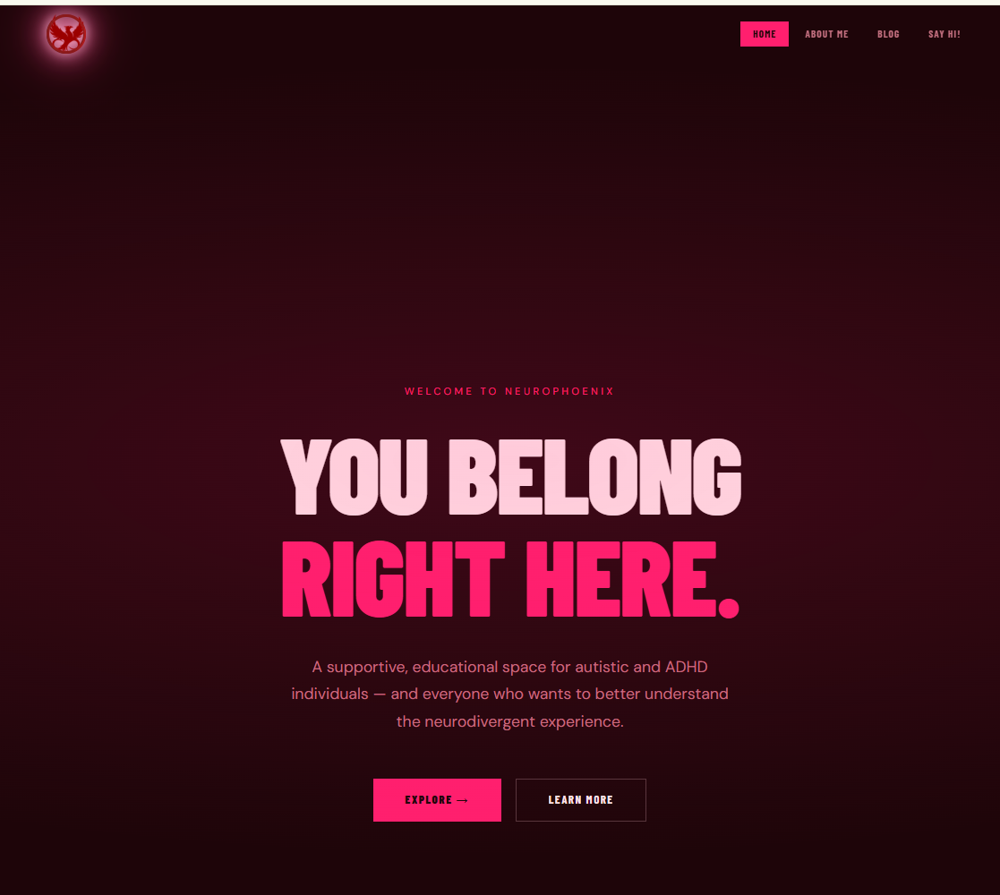 HOME ABOUT ME BLOG SAY HI!
WELCOME TO NEUROPHOENIX
YOU BELONG
RIGHT HERE.
A supportive, educational space for autistic and ADHD
individuals — and everyone who wants to better understand
the neurodivergent experience.
EXPLORE → LEARN MORE